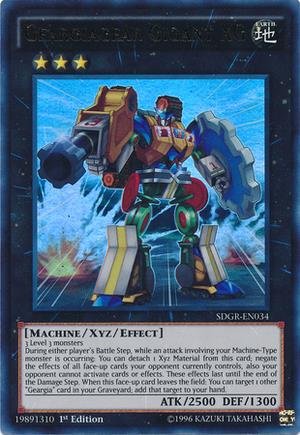 Geargiagear Gigant XG
EARTH
地
SDGR-EN034
[Machine/Xyz/Effect]
3 Level 3 monsters
During either player's Battle Step, while an attack involving your Machine-Type
monster is occurring: You can detach 1 Xyz Material from this card; negate
the effects of all face-up cards your opponent currently controls, also your
opponent cannot activate cards or effects. These effects last until the end of
the Damage Step. When this face-up card leaves the field: You can target 1 other
"Geargia" card in your Graveyard; add that target to your hand.
ATK/2500 DEF/1300
19891310 1st Edition ©1996 KAZUKI TAKAHASHI